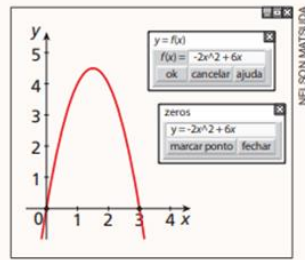 y
5
4
3
2
1
0 1 2 3 4 x
y = f(x)
f(x) = -2x^2 + 6x
ok cancelar ajuda
zeros
y = -2x^2 + 6x
marcar ponto fechar
NELSON MATSUDA